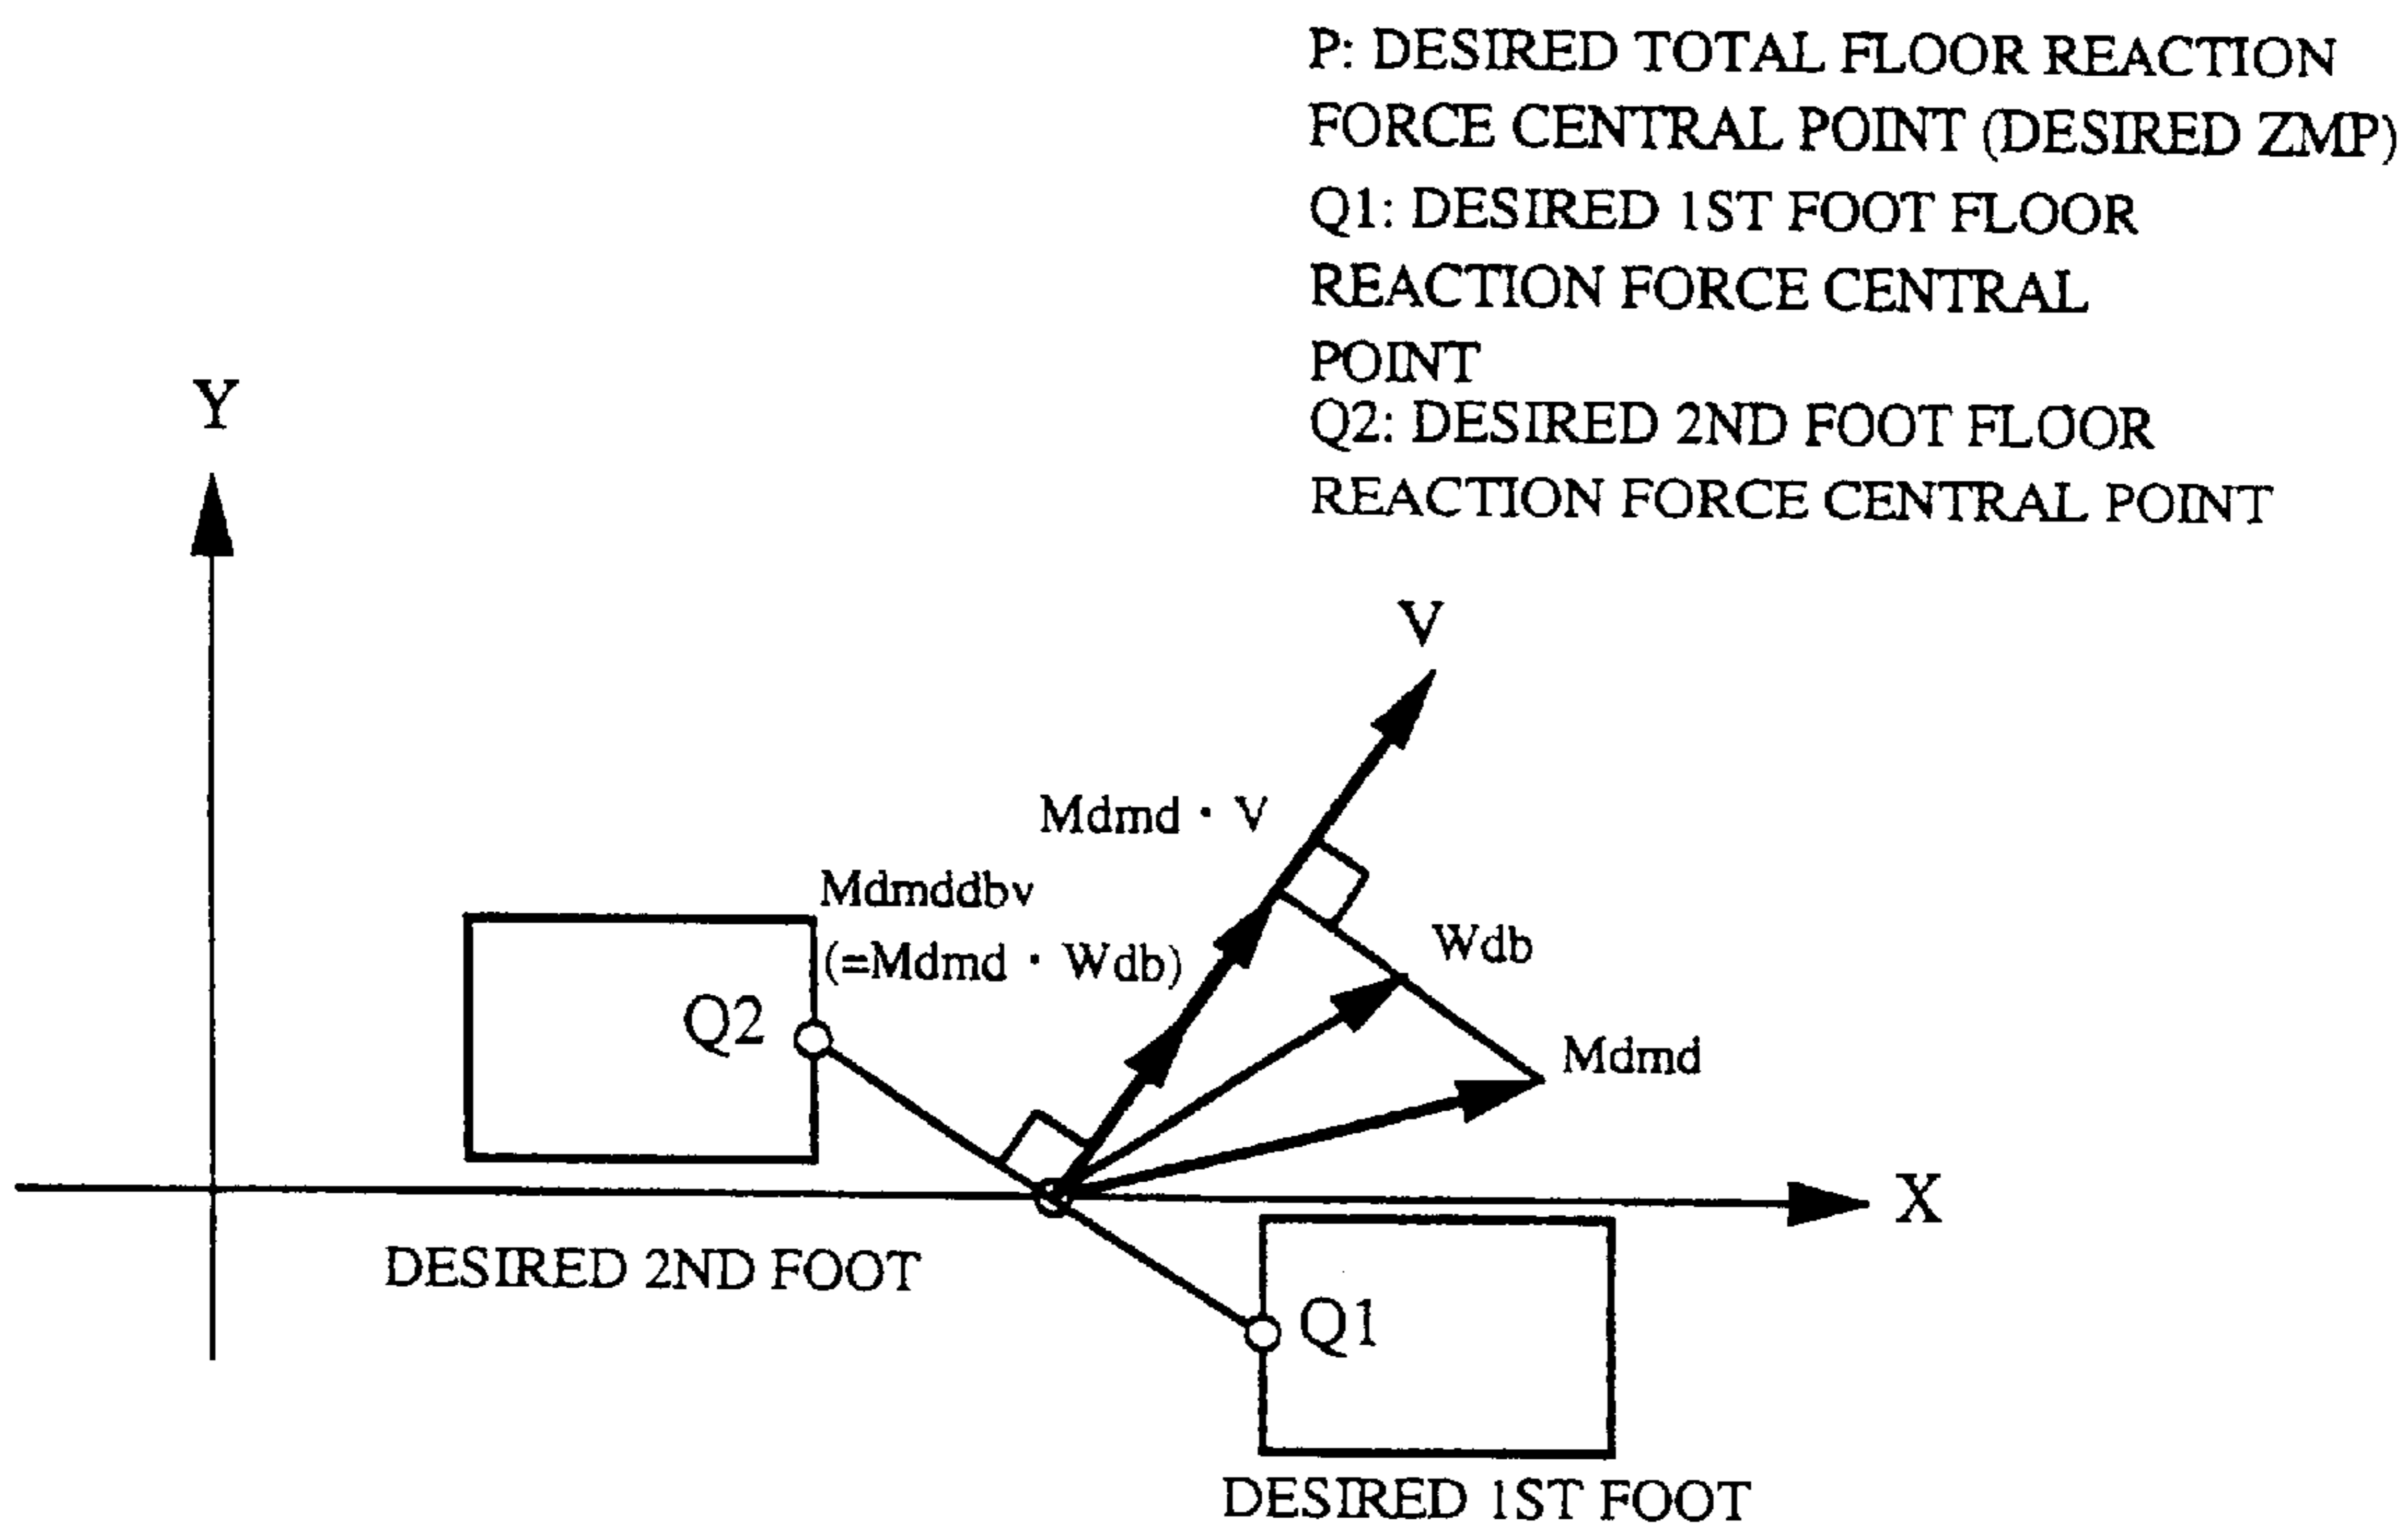 P: DESIRED TOTAL FLOOR REACTION
FORCE CENTRAL POINT (DESIRED ZMP)
Q1: DESIRED 1ST FOOT FLOOR
REACTION FORCE CENTRAL
POINT
Q2: DESIRED 2ND FOOT FLOOR
REACTION FORCE CENTRAL POINT
Y
V
Mdmd · V
Mdmddbv
(=Mdmd · Wdb)
Wdb
Q2
Mdmd
X
DESIRED 2ND FOOT
Q1
DESIRED 1ST FOOT